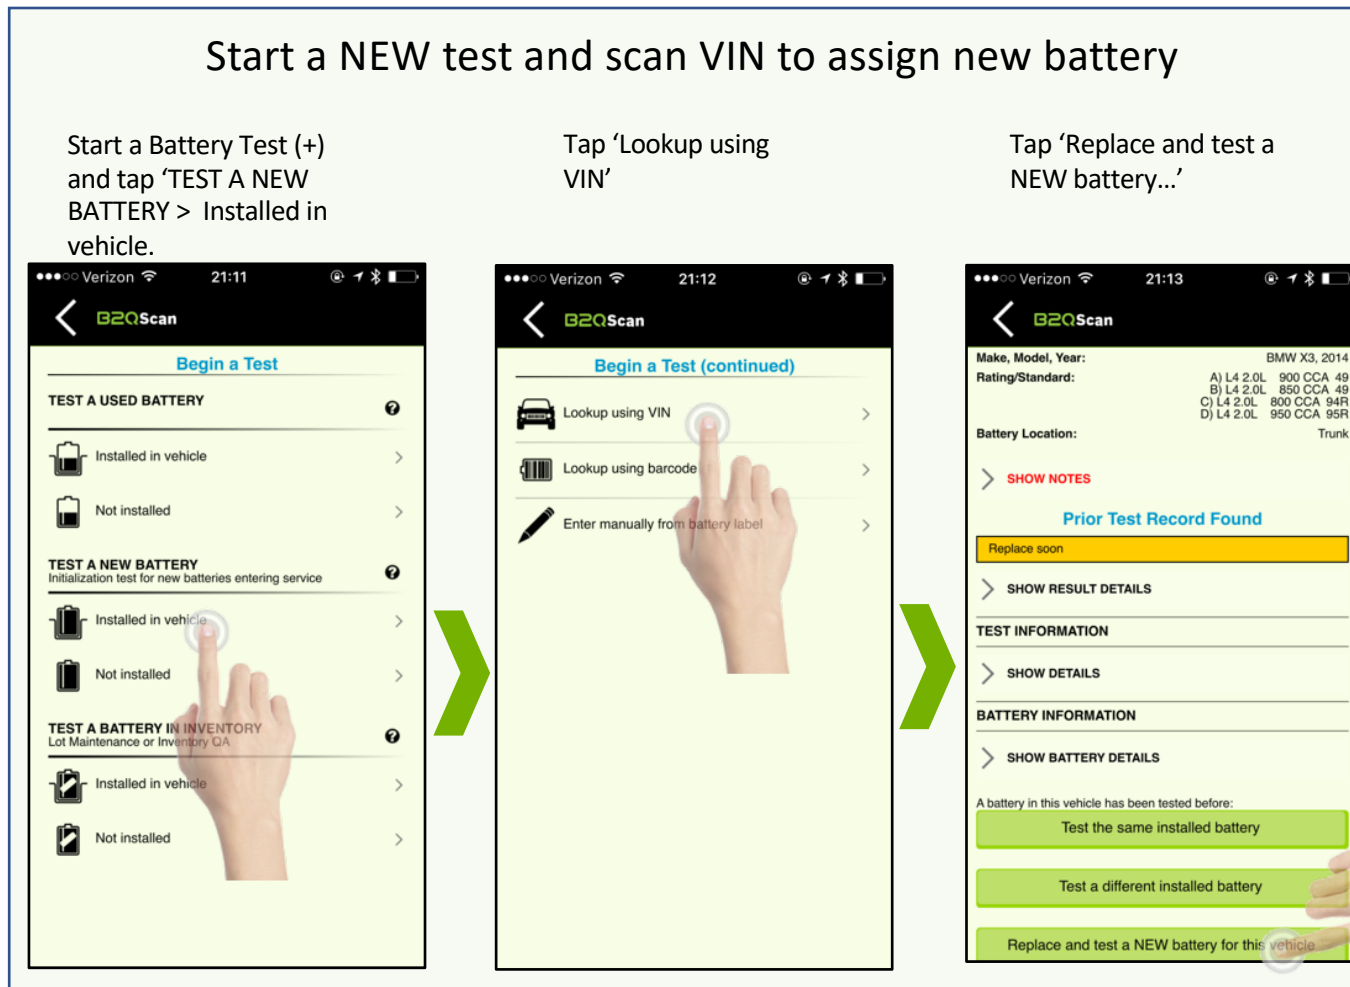 Start a NEW test and scan VIN to assign new battery
Start a Battery Test (+)
and tap ‘TEST A NEW
BATTERY > Installed in
vehicle.
Tap ‘Lookup using
VIN’
Tap ‘Replace and test a
NEW battery…’
Verizon 21:11
B2QScan
Begin a Test
TEST A USED BATTERY
Installed in vehicle
Not installed
TEST A NEW BATTERY
Initialization test for new batteries entering service
Installed in vehicle
Not installed
TEST A BATTERY IN INVENTORY
Lot Maintenance or Inventory QA
Installed in vehicle
Not installed
Verizon 21:12
B2QScan
Begin a Test (continued)
Lookup using VIN
Lookup using barcode
Enter manually from battery label
Verizon 21:13
B2QScan
Make, Model, Year: BMW X3, 2014
Rating/Standard: A) L4 2.0L 900 CCA 49
B) L4 2.0L 850 CCA 49
C) L4 2.0L 800 CCA 94R
D) L4 2.0L 950 CCA 95R
Battery Location: Trunk
SHOW NOTES
Prior Test Record Found
Replace soon
SHOW RESULT DETAILS
TEST INFORMATION
SHOW DETAILS
BATTERY INFORMATION
SHOW BATTERY DETAILS
A battery in this vehicle has been tested before:
Test the same installed battery
Test a different installed battery
Replace and test a NEW battery for this vehicle